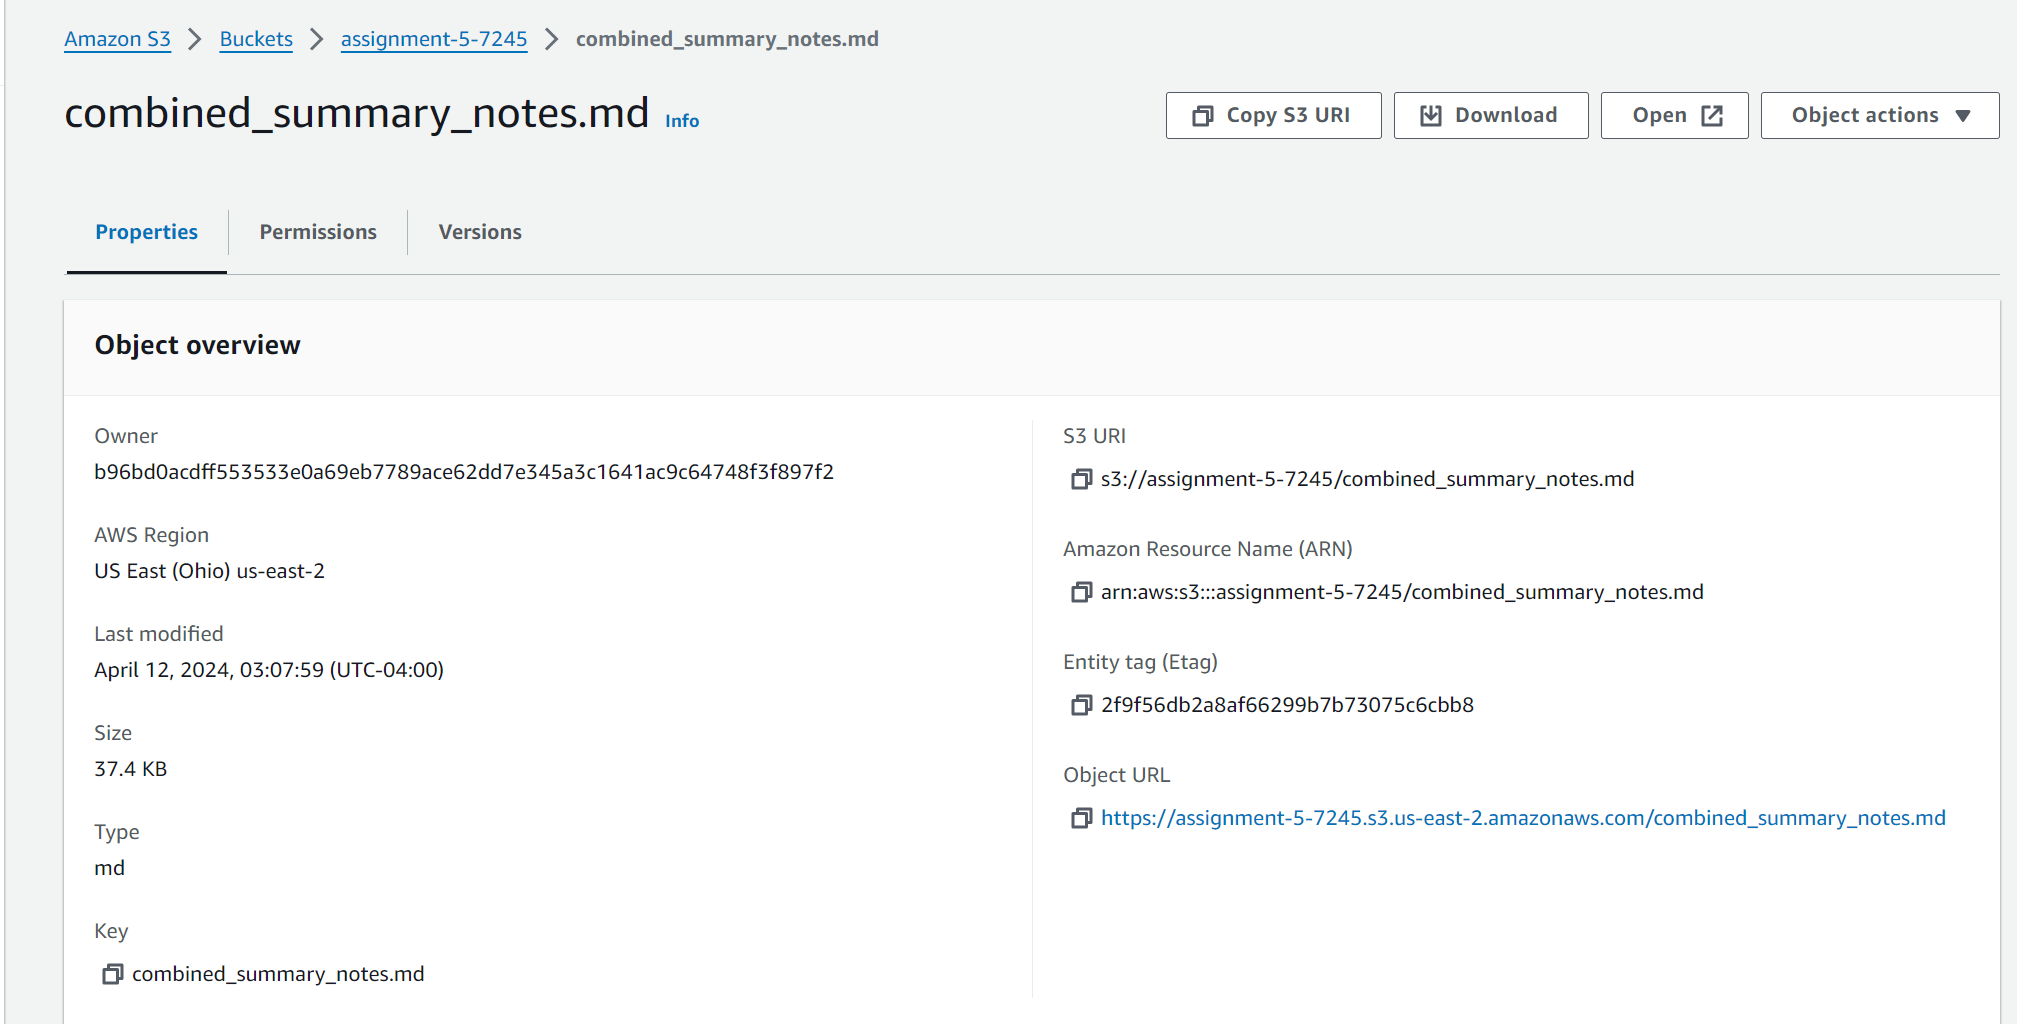 Amazon S3 > Buckets > assignment-5-7245 > combined_summary_notes.md
combined_summary_notes.md Info
Copy S3 URI Download Open Object actions
Properties Permissions Versions
Object overview
Owner
b96bd0acdff553533e0a69eb7789ace62dd7e345a3c1641ac9c64748f3f897f2
AWS Region
US East (Ohio) us-east-2
Last modified
April 12, 2024, 03:07:59 (UTC-04:00)
Size
37.4 KB
Type
md
Key
combined_summary_notes.md
S3 URI
s3://assignment-5-7245/combined_summary_notes.md
Amazon Resource Name (ARN)
arn:aws:s3:::assignment-5-7245/combined_summary_notes.md
Entity tag (Etag)
2f9f56db2a8af66299b7b73075c6cbb8
Object URL
https://assignment-5-7245.s3.us-east-2.amazonaws.com/combined_summary_notes.md